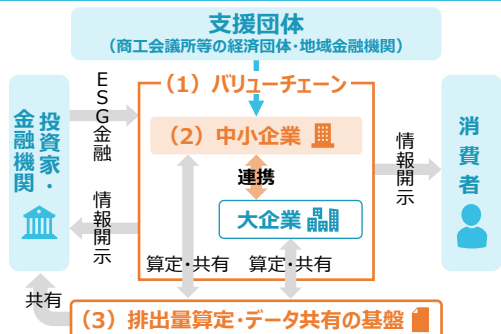 支援団体
（商工会議所等の経済団体・地域金融機関）
（1）バリューチェーン
ESG金融
投資家・
金融機関
（2）中小企業
連携
大企業
情報開示
情報開示
消費者
算定・共有
算定・共有
共有
（3）排出量算定・データ共有の基盤